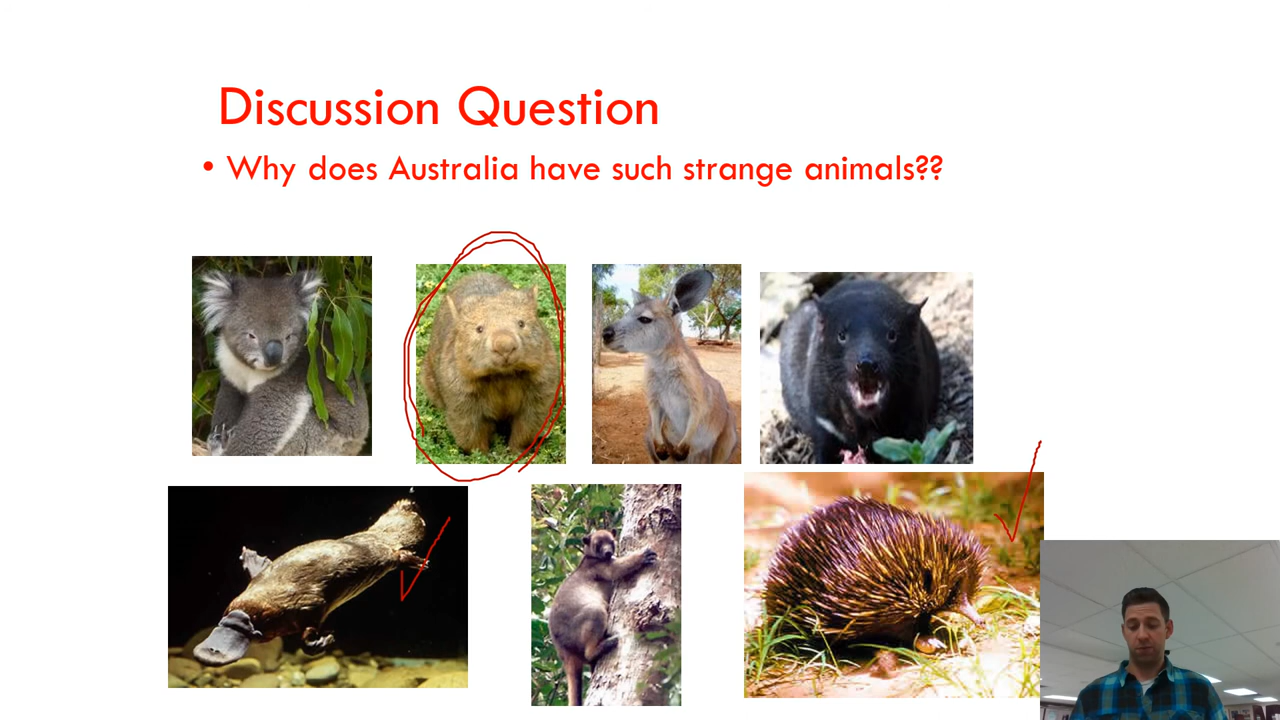 Discussion Question
• Why does Australia have such strange animals??